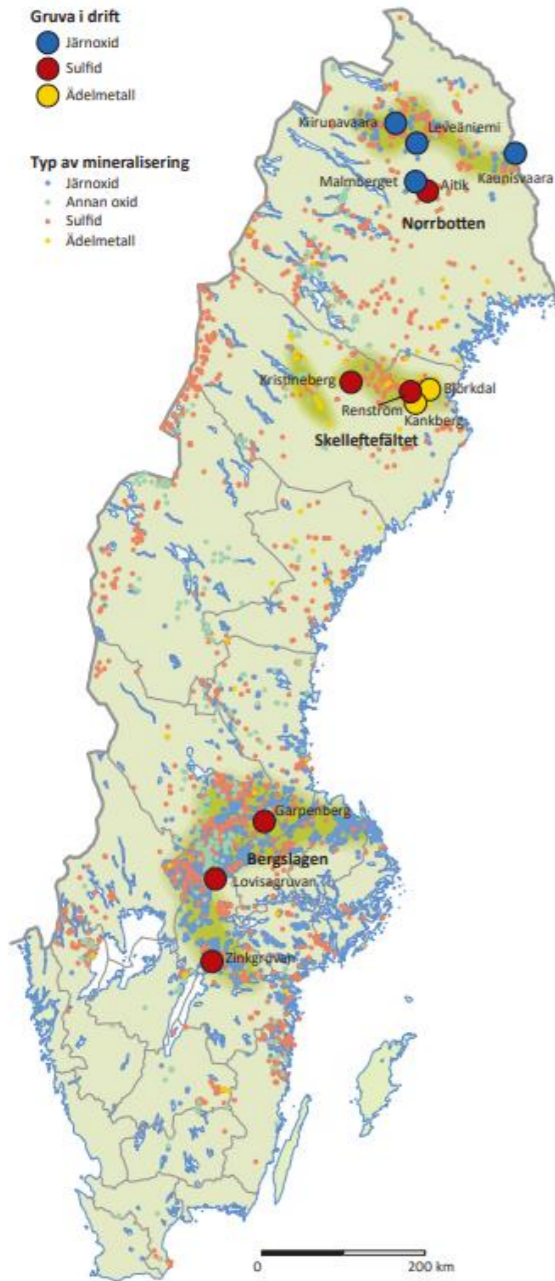 Gruva i drift
Järnoxid
Sulfid
Ädelmetall
Typ av mineralisering
Järnoxid
Annan oxid
Sulfid
Ädelmetall
Kiirunavaara
Leveäniemi
Kaunisvaara
Malmberget
Aitik
Norrbotten
Kristineberg
Björkdal
Renström
Kankberg
Skelleftefältet
Garpenberg
Bergslagen
Lovisagruvan
Zinkgruvan
0 200 km